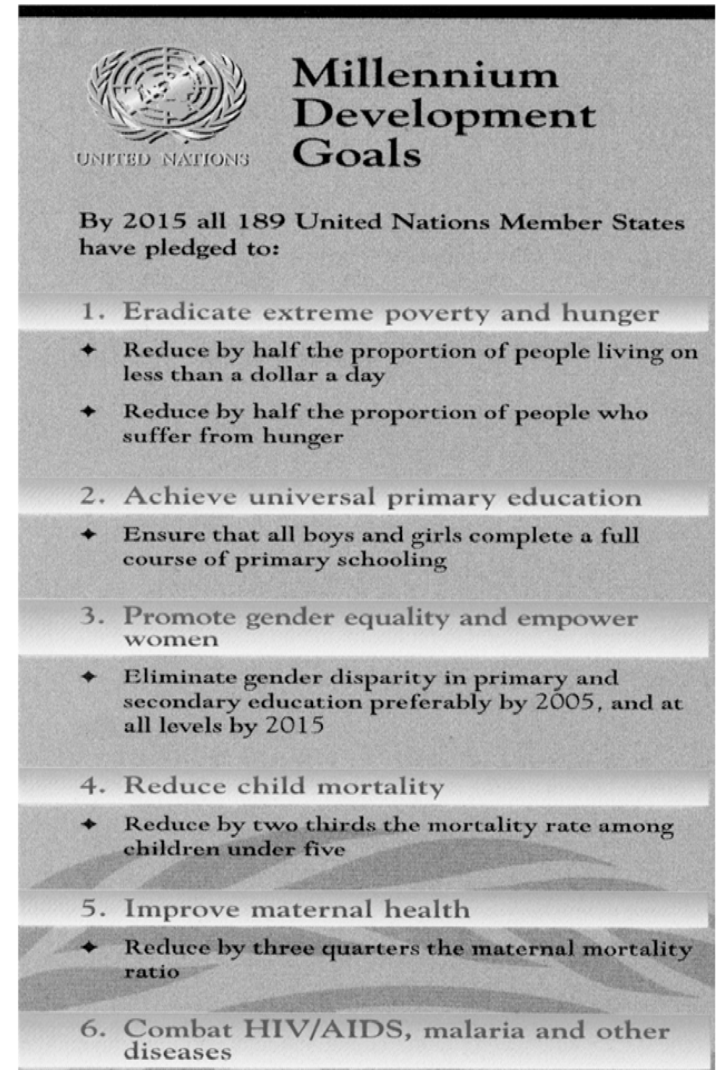 UNITED NATIONS
Millennium
Development
Goals
By 2015 all 189 United Nations Member States
have pledged to:
1. Eradicate extreme poverty and hunger
✦ Reduce by half the proportion of people living on
less than a dollar a day
✦ Reduce by half the proportion of people who
suffer from hunger
2. Achieve universal primary education
✦ Ensure that all boys and girls complete a full
course of primary schooling
3. Promote gender equality and empower
women
✦ Eliminate gender disparity in primary and
secondary education preferably by 2005, and at
all levels by 2015
4. Reduce child mortality
✦ Reduce by two thirds the mortality rate among
children under five
5. Improve maternal health
✦ Reduce by three quarters the maternal mortality
ratio
6. Combat HIV/AIDS, malaria and other
diseases